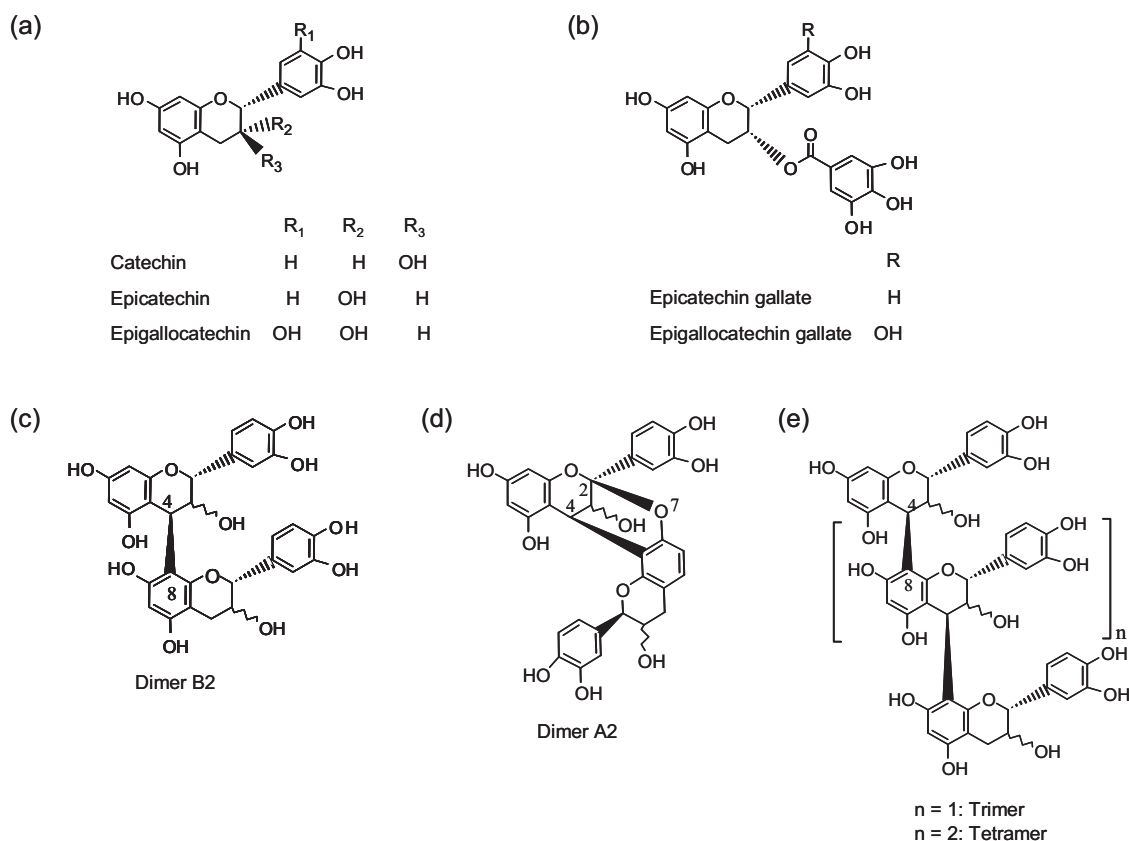 (a)
R1
OH
OH
HO
O
R2
R3
OH
R1 R2 R3
Catechin H H OH
Epicatechin H OH H
Epigallocatechin OH OH H
(b)
R
OH
OH
HO
O
O
O
OH
OH
OH
OH
R
Epicatechin gallate H
Epigallocatechin gallate OH
(c)
OH
OH
HO
O
4
OH
OH
OH
OH
HO
O
8
OH
OH
Dimer B2
(d)
OH
OH
HO
O
2
4
O 7
OH
OH
O
HO
OH
HO
Dimer A2
(e)
OH
OH
HO
O
4
OH
OH
OH
OH
HO
O
8
OH
OH
n
OH
OH
HO
O
OH
OH
n = 1: Trimer
n = 2: Tetramer